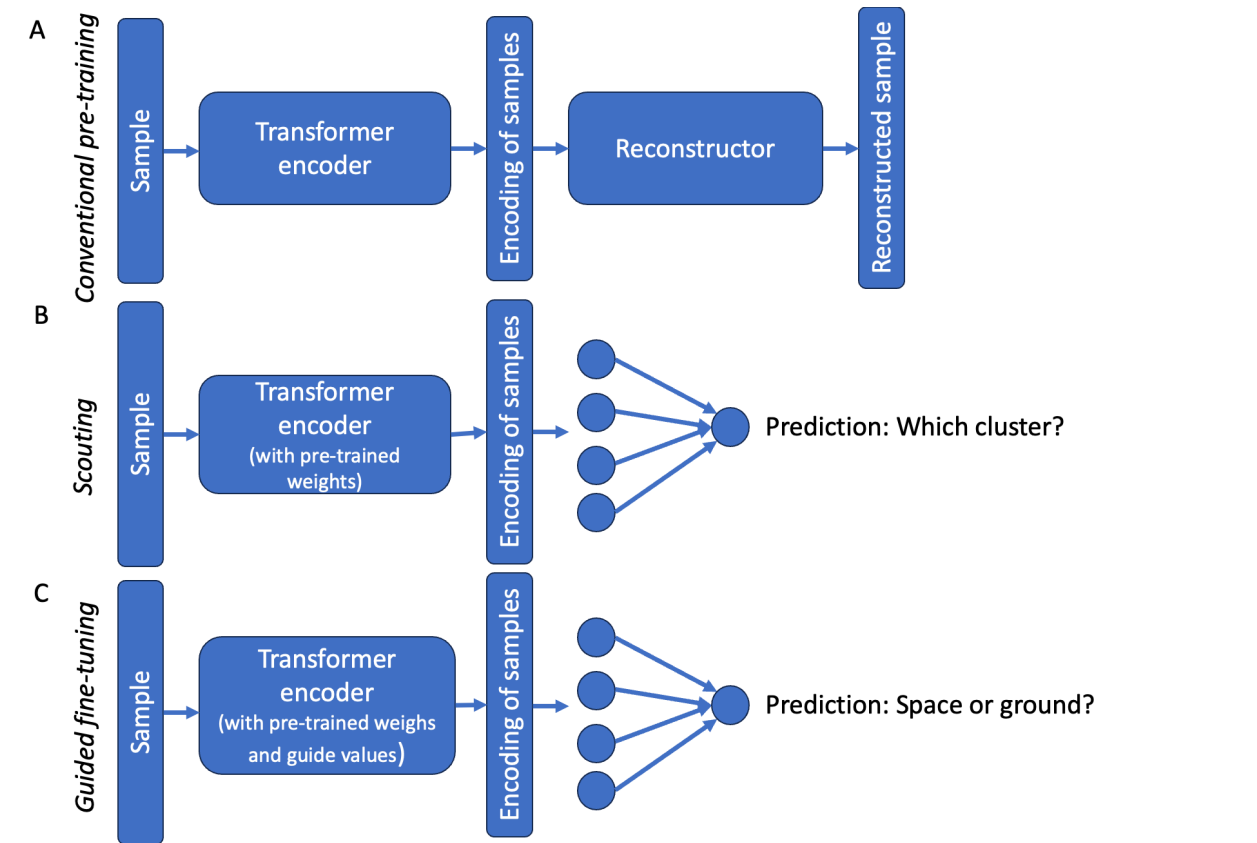 A
Conventional pre-training
Sample
Transformer
encoder
Encoding of samples
Reconstructor
Reconstructed sample
B
Scouting
Sample
Transformer
encoder
(with pre-trained
weights)
Encoding of samples
Prediction: Which cluster?
C
Guided fine-tuning
Sample
Transformer
encoder
(with pre-trained weighs
and guide values)
Encoding of samples
Prediction: Space or ground?